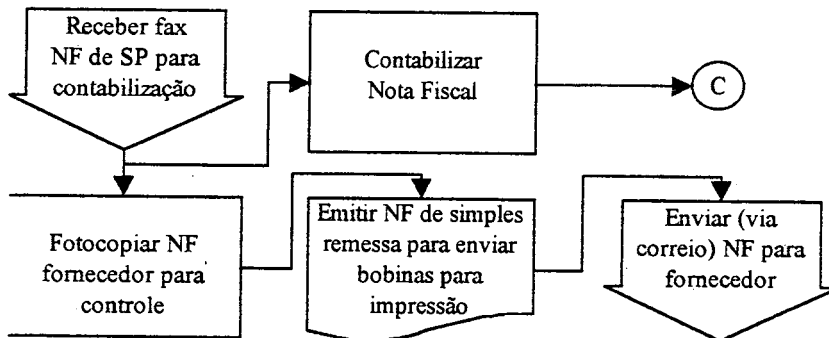 Receber fax
NF de SP para
contabilização
Contabilizar
Nota Fiscal
C
Fotocopiar NF
fornecedor para
controle
Emitir NF de simples
remessa para enviar
bobinas para
impressão
Enviar (via
correio) NF para
fornecedor